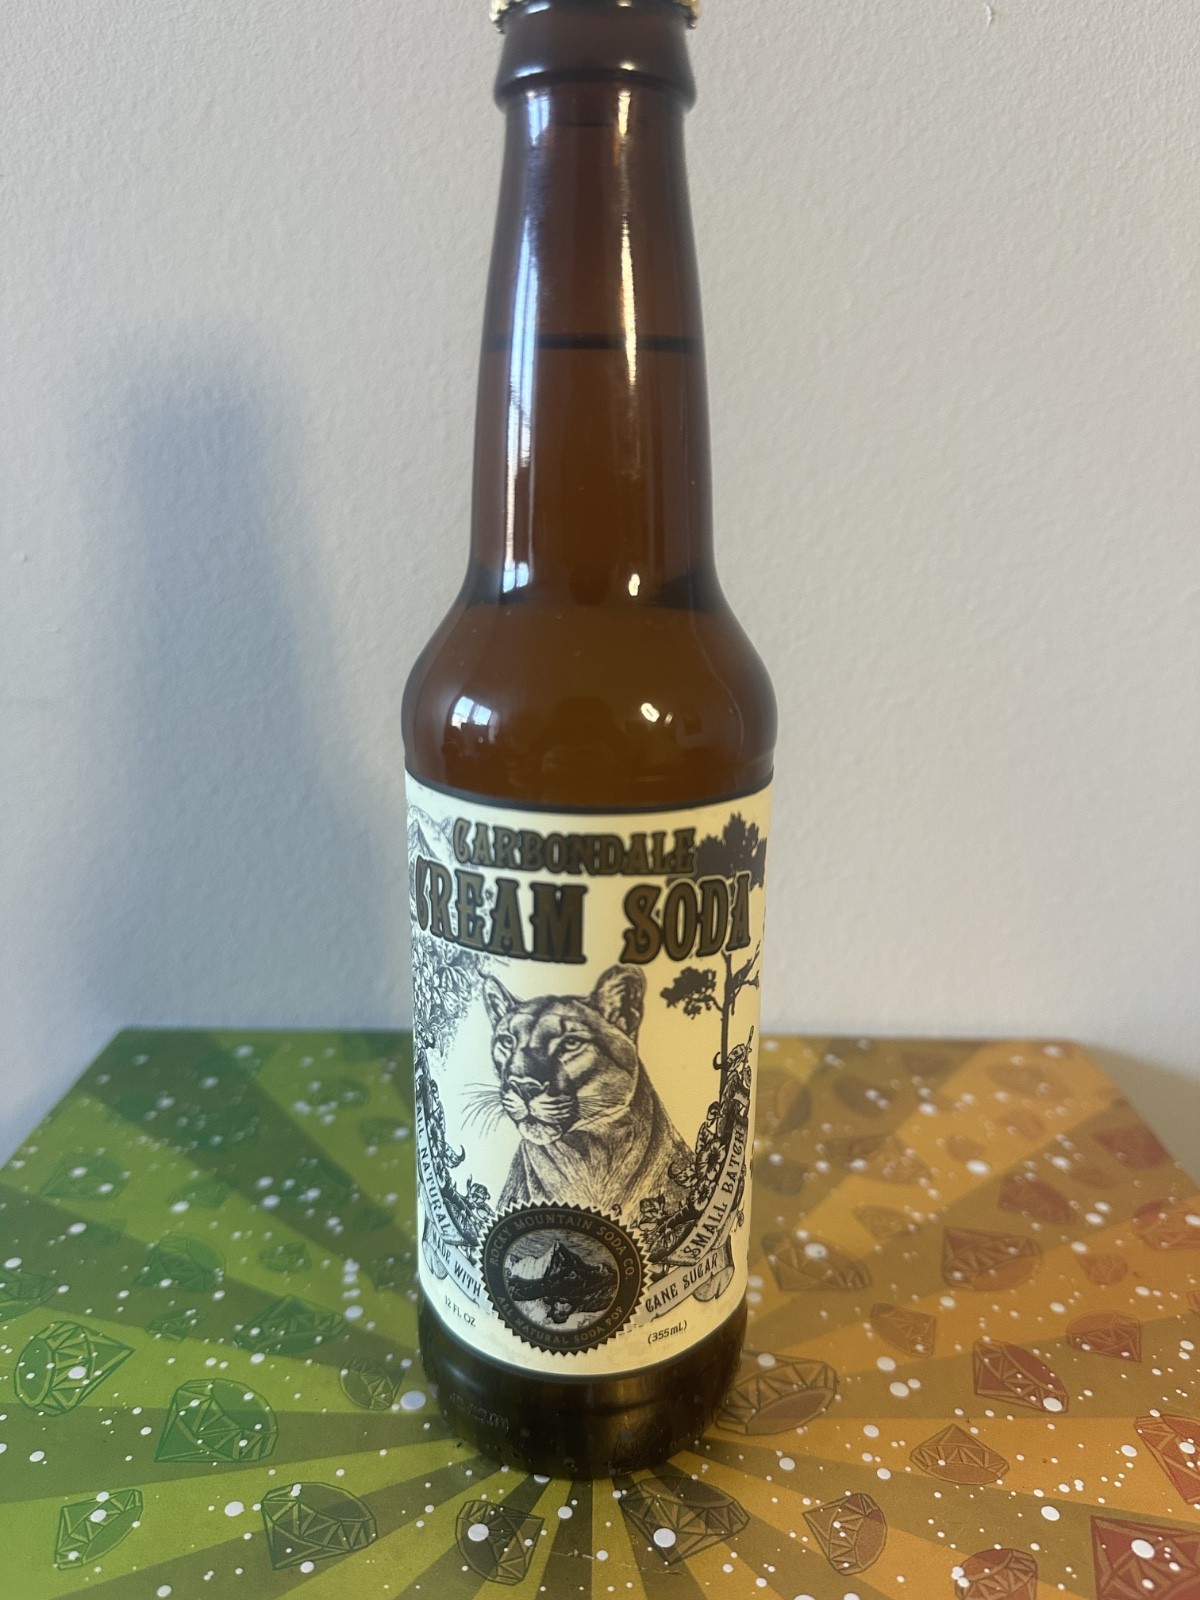 CARBONDALE
CREAM SODA
ALL NATURAL
SMALL BATCH
WITH
CANE SUGAR
ROCKY MOUNTAIN SODA CO
ALL NATURAL SODA POP
12 FL OZ
(355mL)